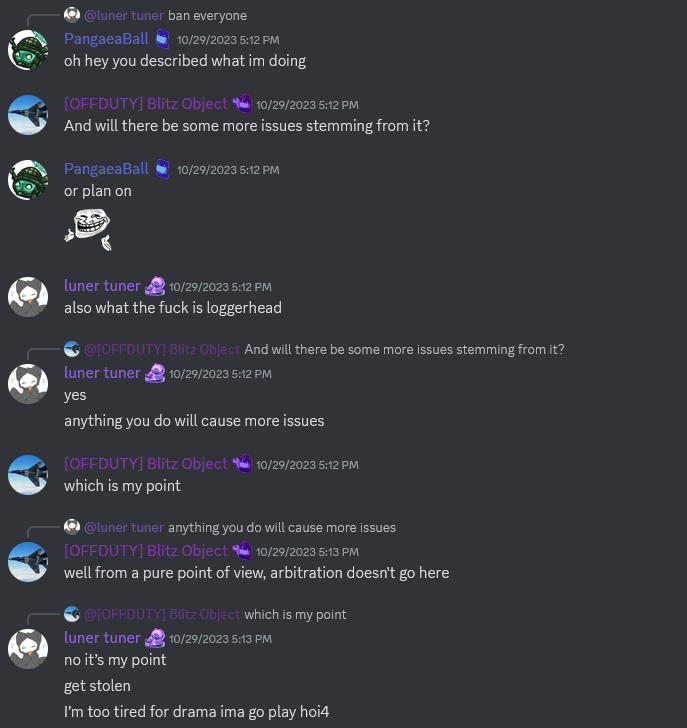 @luner tuner ban everyone
PangaeaBall 10/29/2023 5:12 PM
oh hey you described what im doing
[OFFDUTY] Blitz Object 10/29/2023 5:12 PM
And will there be some more issues stemming from it?
PangaeaBall 10/29/2023 5:12 PM
or plan on
luner tuner 10/29/2023 5:12 PM
also what the fuck is loggerhead
@[OFFDUTY] Blitz Object And will there be some more issues stemming from it?
luner tuner 10/29/2023 5:12 PM
yes
anything you do will cause more issues
[OFFDUTY] Blitz Object 10/29/2023 5:12 PM
which is my point
@luner tuner anything you do will cause more issues
[OFFDUTY] Blitz Object 10/29/2023 5:13 PM
well from a pure point of view, arbitration doesn't go here
@[OFFDUTY] Blitz Object which is my point
luner tuner 10/29/2023 5:13 PM
no it's my point
get stolen
I'm too tired for drama ima go play hoi4